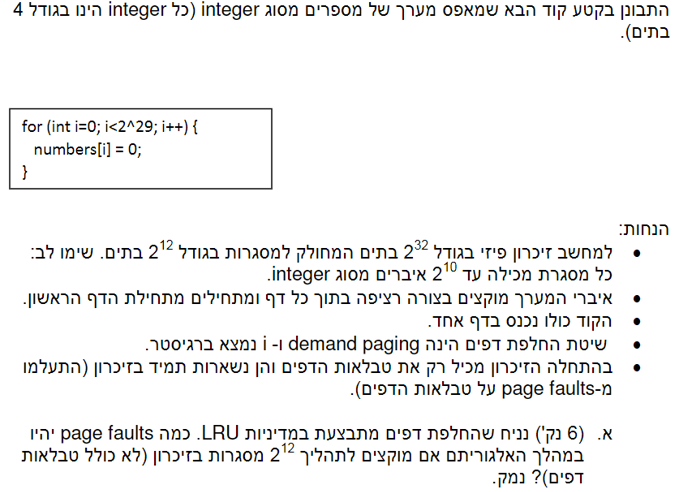 התבונן בקטע קוד הבא שמאפס מערך של מספרים מסוג integer (כל integer הינו בגודל 4
בתים).
for (int i=0; i<2^29; i++) {
numbers[i] = 0;
}
הנחות:
• למחשב זיכרון פיזי בגודל 2^32 בתים המחולק למסגרות בגודל 2^12 בתים. שימו לב:
כל מסגרת מכילה עד 2^10 איברים מסוג integer.
• איברי המערך מוקצים בצורה רציפה בתוך כל דף ומתחילים מתחילת הדף הראשון.
• הקוד כולו נכנס בדף אחד.
• שיטת החלפת דפים הינה demand paging ו- i נמצא ברגיסטר.
• בהתחלה הזיכרון מכיל רק את טבלאות הדפים והן נשארות תמיד בזיכרון (התעלמו
מ-page faults על טבלאות הדפים).
א. (6 נק') נניח שהחלפת דפים מתבצעת במדיניות LRU. כמה page faults יהיו
במהלך האלגוריתם אם מוקצים לתהליך 2^12 מסגרות בזיכרון (לא כולל טבלאות
דפים)? נמק.